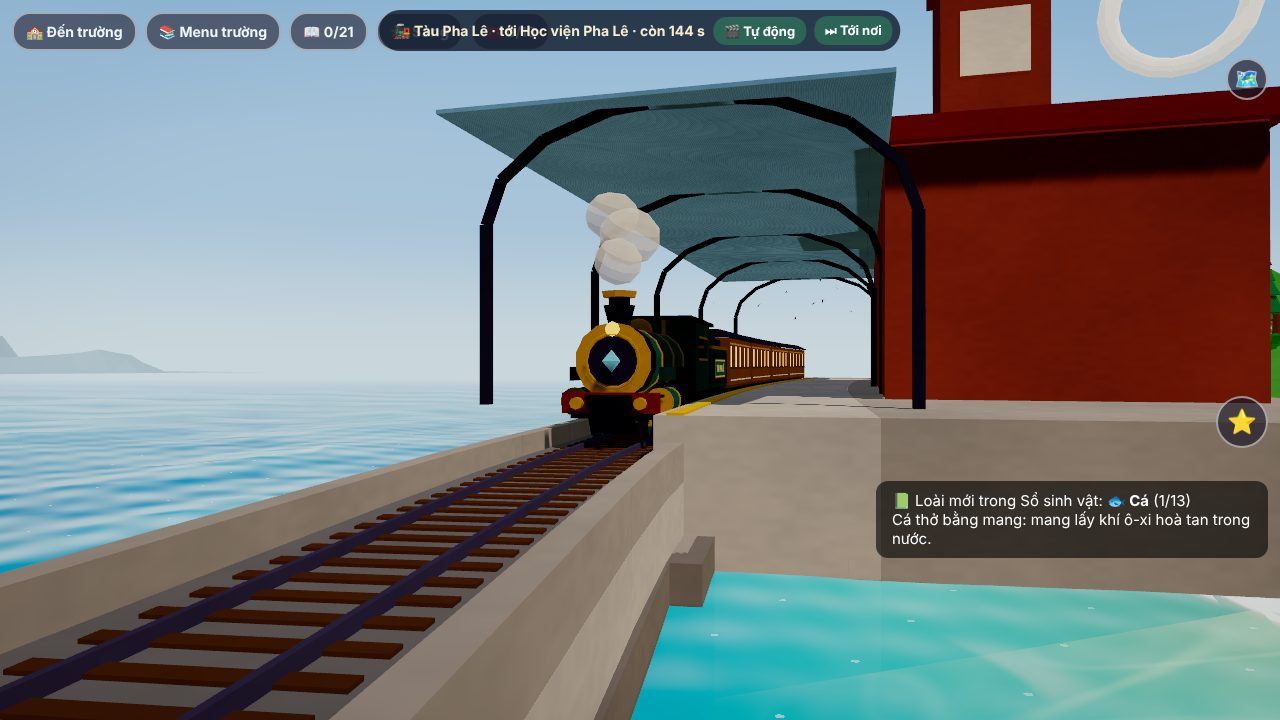 🏫 Đến trường
📚 Menu trường
📖 0/21
🚂 Tàu Pha Lê · tới Học viện Pha Lê · còn 144 s
🎬 Tự động
⏭ Tới nơi
📗 Loài mới trong Sổ sinh vật: 🐟 Cá (1/13)
Cá thở bằng mang: mang lấy khí ô-xi hoà tan trong
nước.